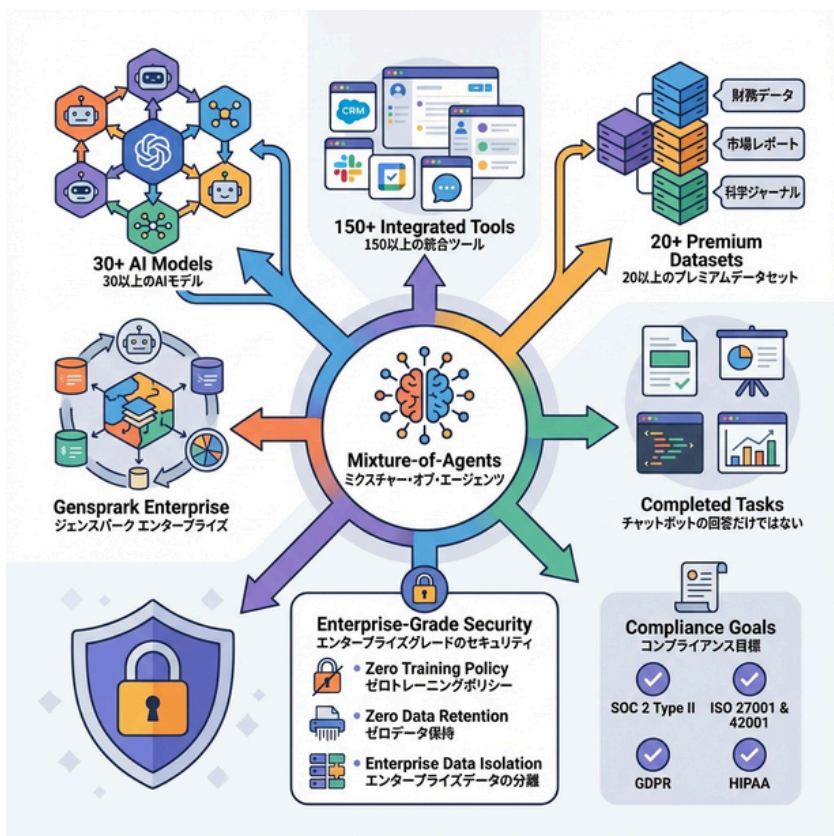 30+ AI Models
30以上のAIモデル
CRM
150+ Integrated Tools
150以上の統合ツール
財務データ
市場レポート
科学ジャーナル
20+ Premium
Datasets
20以上のプレミアムデータセット
Genspark Enterprise
ジェンスパーク エンタープライズ
Mixture-of-Agents
ミクスチャー・オブ・エージェンツ
Completed Tasks
チャットボットの回答だけではない
Enterprise-Grade Security
エンタープライズグレードのセキュリティ
• Zero Training Policy
ゼロトレーニングポリシー
• Zero Data Retention
ゼロデータ保持
• Enterprise Data Isolation
エンタープライズデータの分離
Compliance Goals
コンプライアンス目標
SOC 2 Type II
ISO 27001 &
42001
GDPR
HIPAA